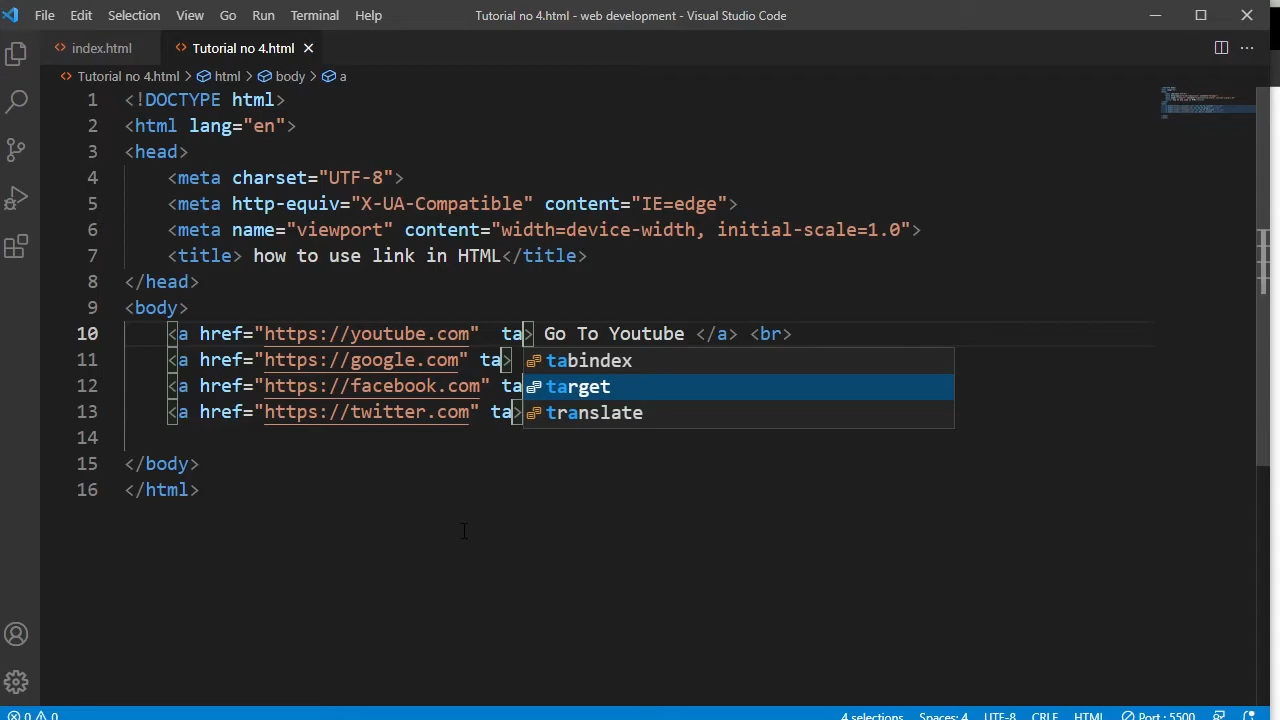 File Edit Selection View Go Run Terminal Help Tutorial no 4.html - web development - Visual Studio Code
index.html Tutorial no 4.html
Tutorial no 4.html > html > body > a
1 <!DOCTYPE html>
2 <html lang="en">
3 <head>
4 <meta charset="UTF-8">
5 <meta http-equiv="X-UA-Compatible" content="IE=edge">
6 <meta name="viewport" content="width=device-width, initial-scale=1.0">
7 <title> how to use link in HTML</title>
8 </head>
9 <body>
10 <a href="https://youtube.com"  ta> Go To Youtube </a> <br>
11 <a href="https://google.com" ta>
12 <a href="https://facebook.com" ta
13 <a href="https://twitter.com" ta>
tabindex
target
translate
14
15 </body>
16 </html>
0 0 4 selections Spaces: 4 UTF-8 CRLF HTML Port : 5500